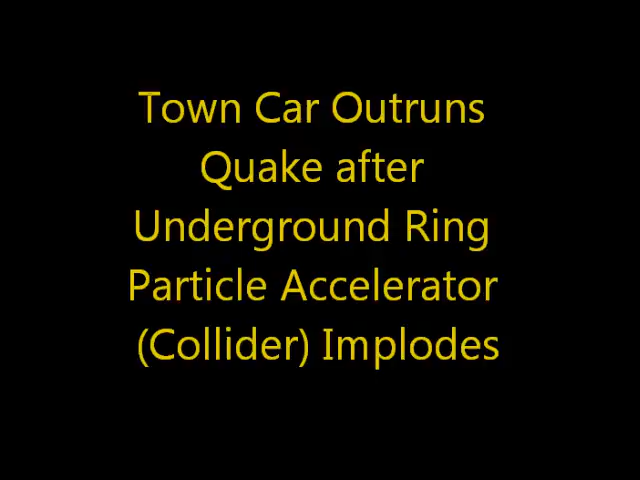 Town Car Outruns
Quake after
Underground Ring
Particle Accelerator
(Collider) Implodes